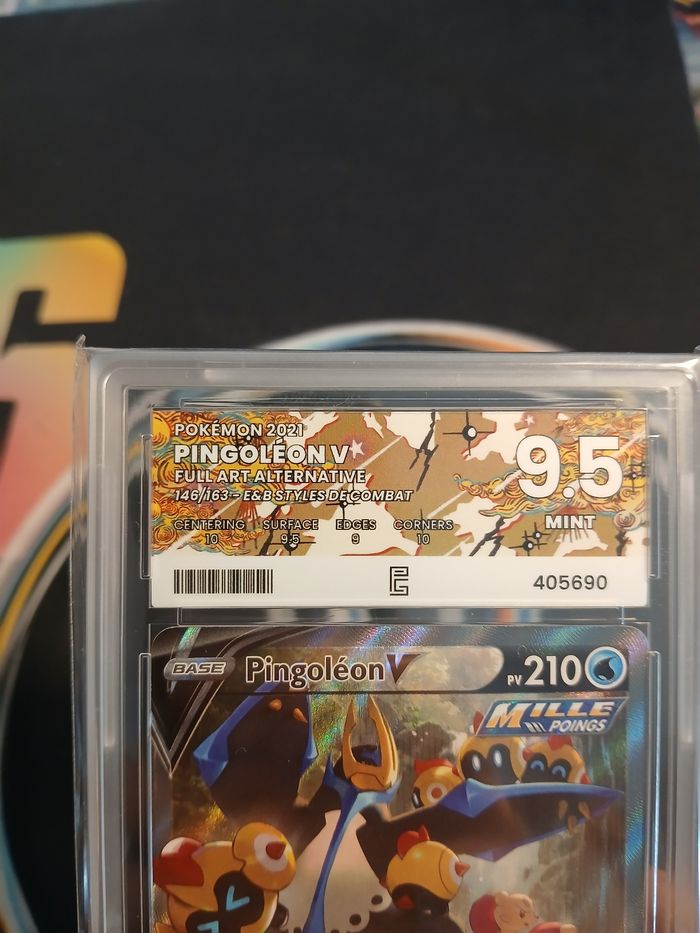 POKÉMON 2021
PINGOLÉON V
FULL ART ALTERNATIVE
146/163 - E&B STYLES DE COMBAT
CENTERING SURFACE EDGES CORNERS
10 9.5 9 10
9.5
MINT
405690
BASE Pingoléon V PV 210
MILLE
POINGS